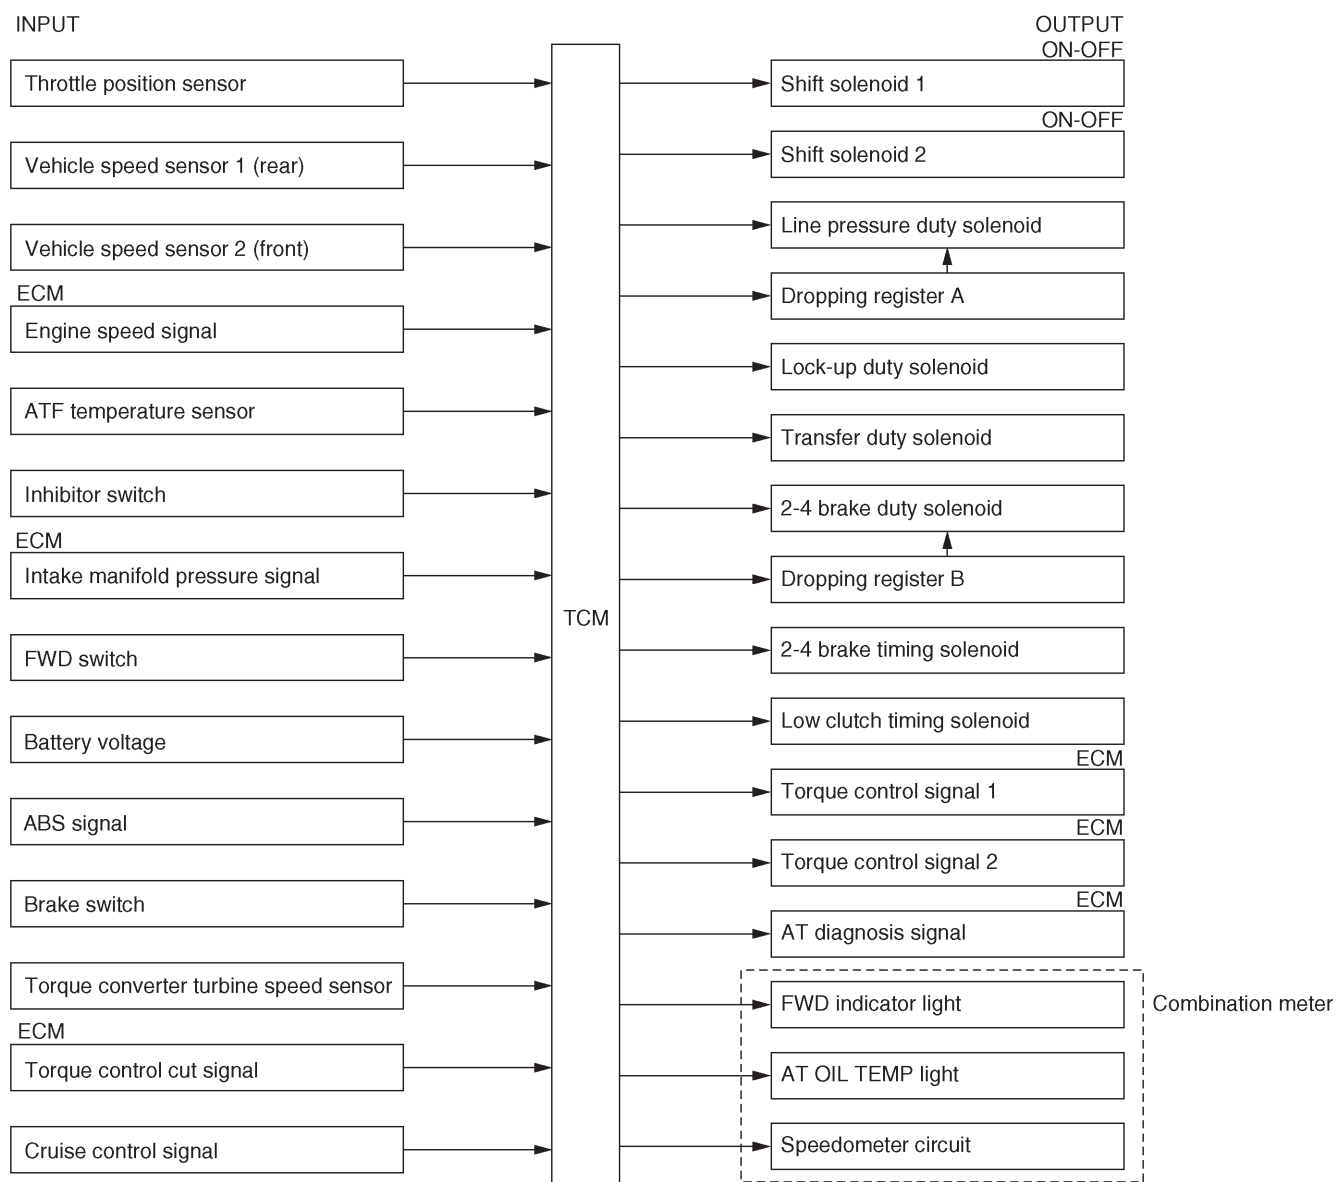 INPUT
Throttle position sensor
Vehicle speed sensor 1 (rear)
Vehicle speed sensor 2 (front)
ECM
Engine speed signal
ATF temperature sensor
Inhibitor switch
ECM
Intake manifold pressure signal
FWD switch
Battery voltage
ABS signal
Brake switch
Torque converter turbine speed sensor
ECM
Torque control cut signal
Cruise control signal
TCM
OUTPUT
ON-OFF
Shift solenoid 1
ON-OFF
Shift solenoid 2
Line pressure duty solenoid
Dropping register A
Lock-up duty solenoid
Transfer duty solenoid
2-4 brake duty solenoid
Dropping register B
2-4 brake timing solenoid
Low clutch timing solenoid
ECM
Torque control signal 1
ECM
Torque control signal 2
ECM
AT diagnosis signal
FWD indicator light
Combination meter
AT OIL TEMP light
Speedometer circuit